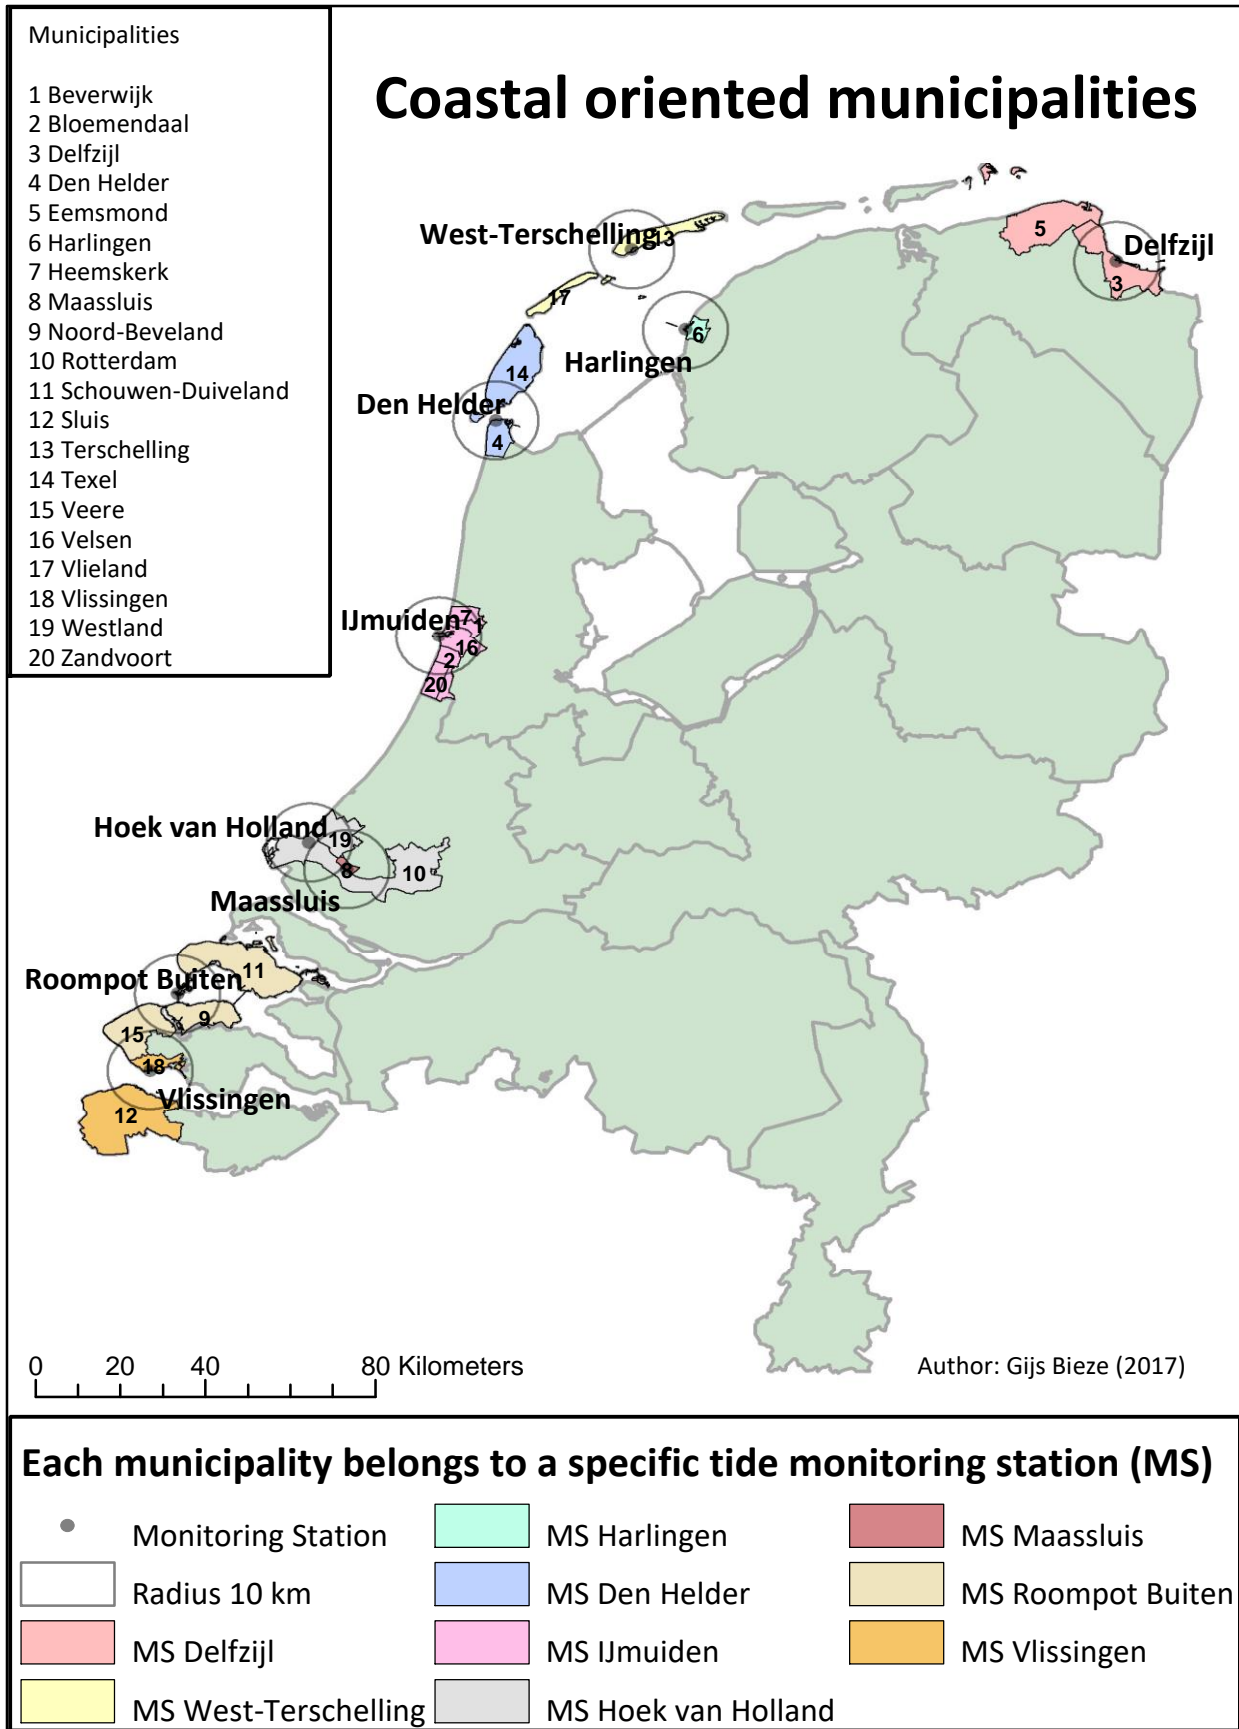 Municipalities
1 Beverwijk
2 Bloemendaal
3 Delfzijl
4 Den Helder
5 Eemsmond
6 Harlingen
7 Heemskerk
8 Maassluis
9 Noord-Beveland
10 Rotterdam
11 Schouwen-Duiveland
12 Sluis
13 Terschelling
14 Texel
15 Veere
16 Velsen
17 Vlieland
18 Vlissingen
19 Westland
20 Zandvoort
Coastal oriented municipalities
West-Terschelling
13
5
Delfzijl
3
17
6
Harlingen
14
Den Helder
4
IJmuiden
7
1
16
2
20
Hoek van Holland
19
8
10
Maassluis
Roompot Buiten
11
9
15
18
Vlissingen
12
0 20 40 80 Kilometers
Author: Gijs Bieze (2017)
Each municipality belongs to a specific tide monitoring station (MS)
Monitoring Station
Radius 10 km
MS Delfzijl
MS West-Terschelling
MS Harlingen
MS Den Helder
MS IJmuiden
MS Hoek van Holland
MS Maassluis
MS Roompot Buiten
MS Vlissingen